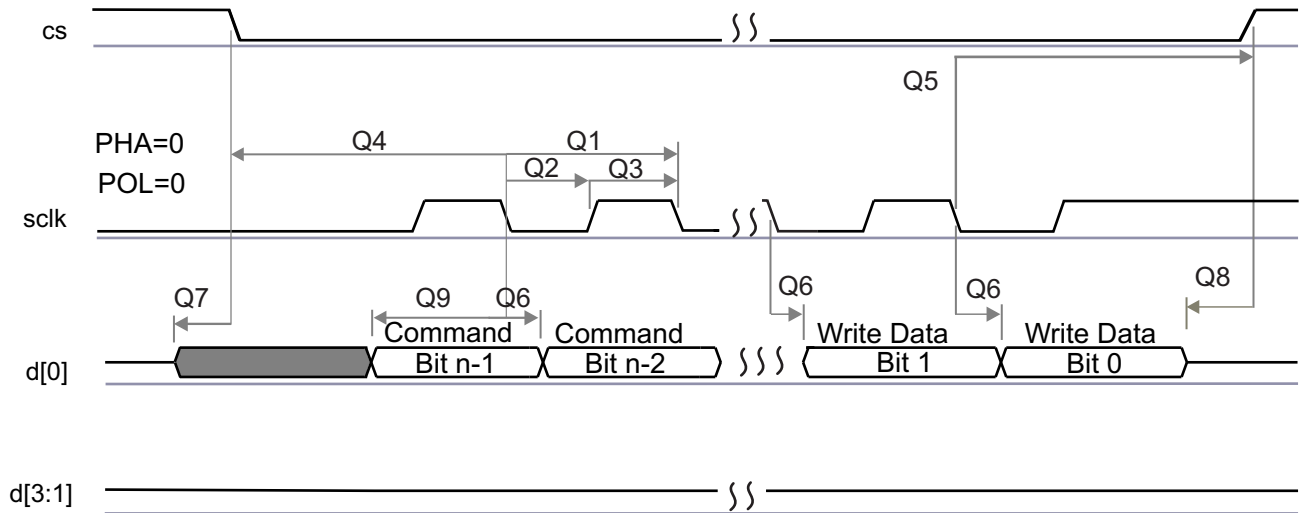 cs
Q5
PHA=0
Q4
Q1
POL=0
Q2
Q3
sclk
Q7
Q9
Q6
Q6
Q6
Q8
Command
Command
Write Data
Write Data
d[0]
Bit n-1
Bit n-2
Bit 1
Bit 0
d[3:1]